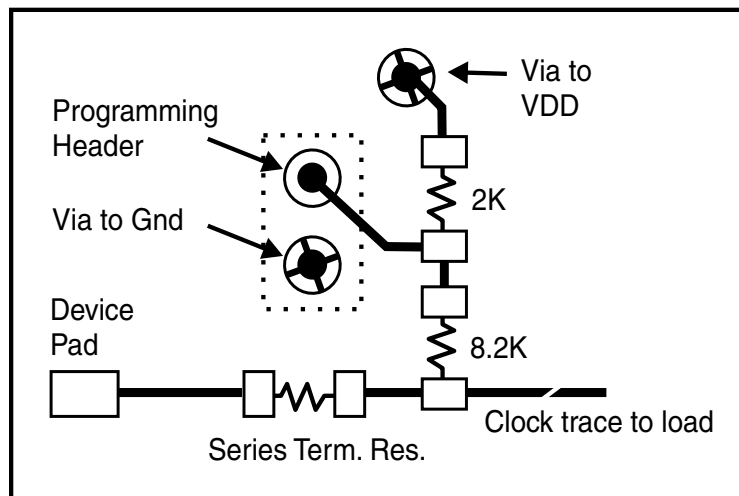 Via to
VDD
Programming
Header
2K
Via to Gnd
Device
Pad
8.2K
Clock trace to load
Series Term. Res.